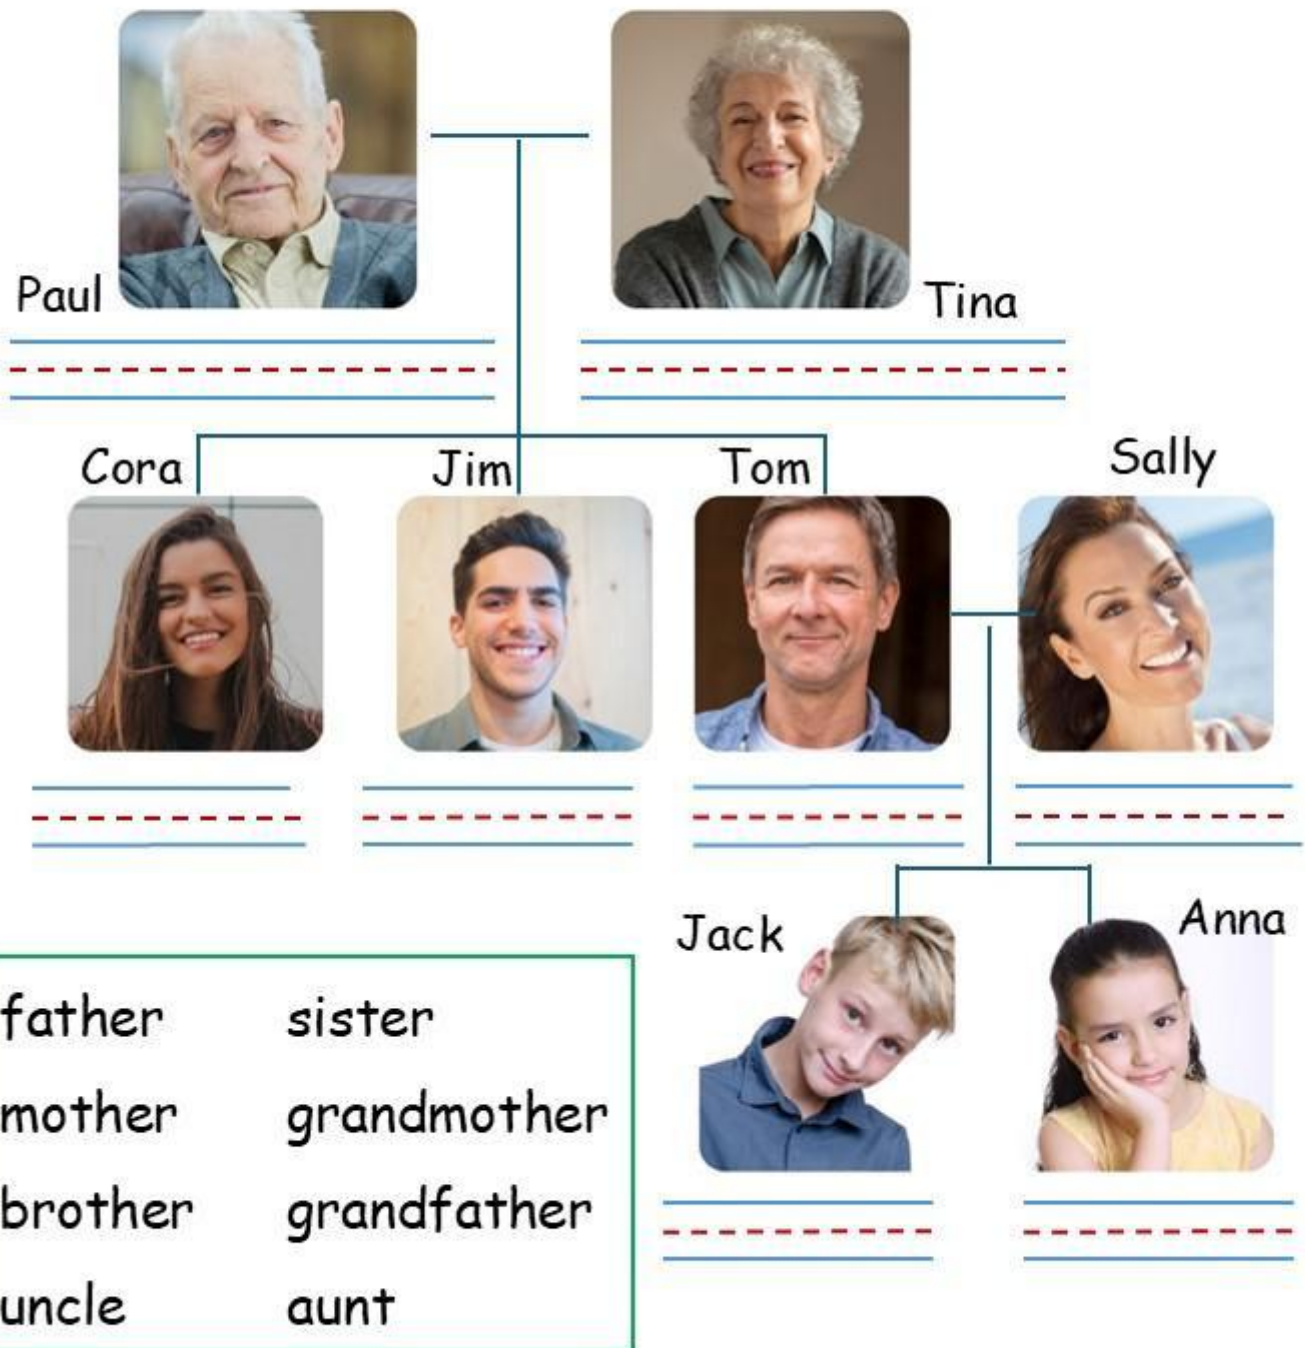 Paul
Tina
Cora Jim Tom Sally
Jack Anna
father sister
mother grandmother
brother grandfather
uncle aunt